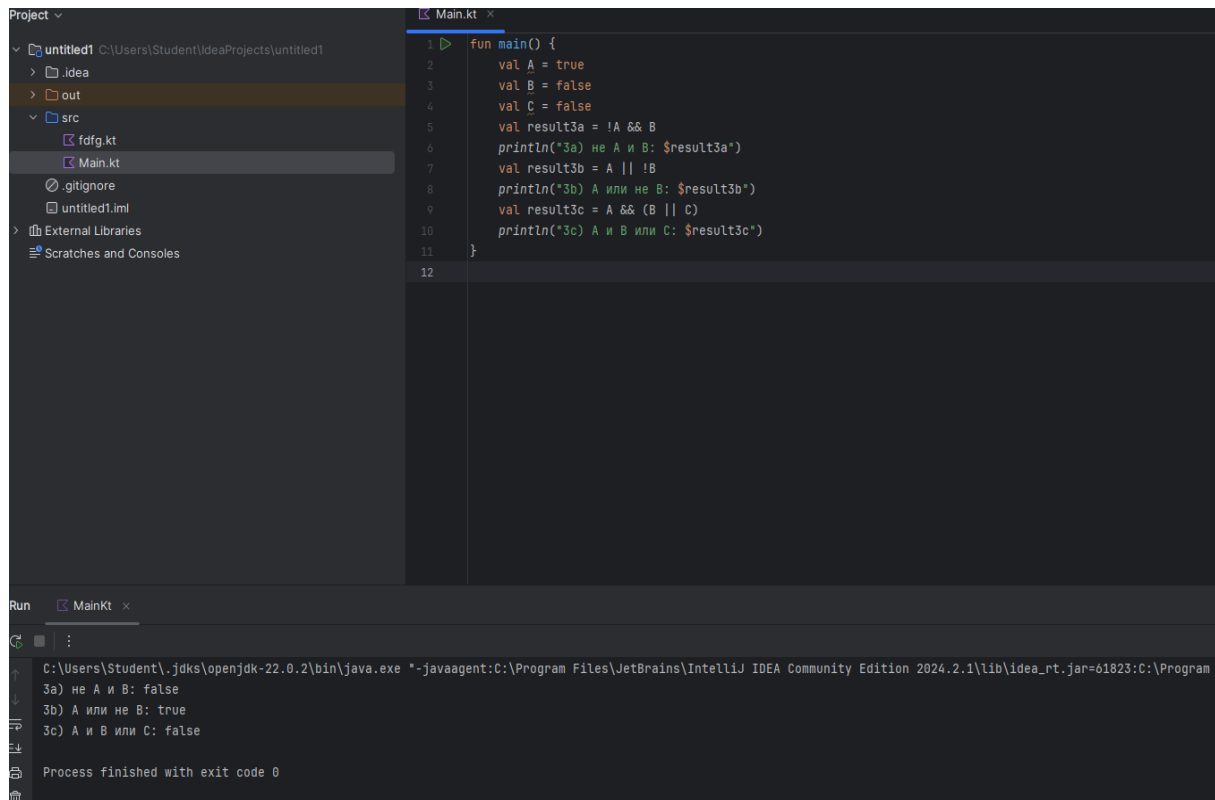 Project
Main.kt
untitled1 C:\Users\Student\IdeaProjects\untitled1
.idea
out
src
fdfg.kt
Main.kt
.gitignore
untitled1.iml
External Libraries
Scratches and Consoles
1 fun main() {
2 val A = true
3 val B = false
4 val C = false
5 val result3a = !A && B
6 println("3a) не А и В: $result3a")
7 val result3b = A || !B
8 println("3b) А или не В: $result3b")
9 val result3c = A && (B || C)
10 println("3c) А и В или С: $result3c")
11 }
12
Run MainKt
C:\Users\Student\.jdks\openjdk-22.0.2\bin\java.exe "-javaagent:C:\Program Files\JetBrains\IntelliJ IDEA Community Edition 2024.2.1\lib\idea_rt.jar=61823:C:\Program
3a) не А и В: false
3b) А или не В: true
3c) А и В или С: false
Process finished with exit code 0